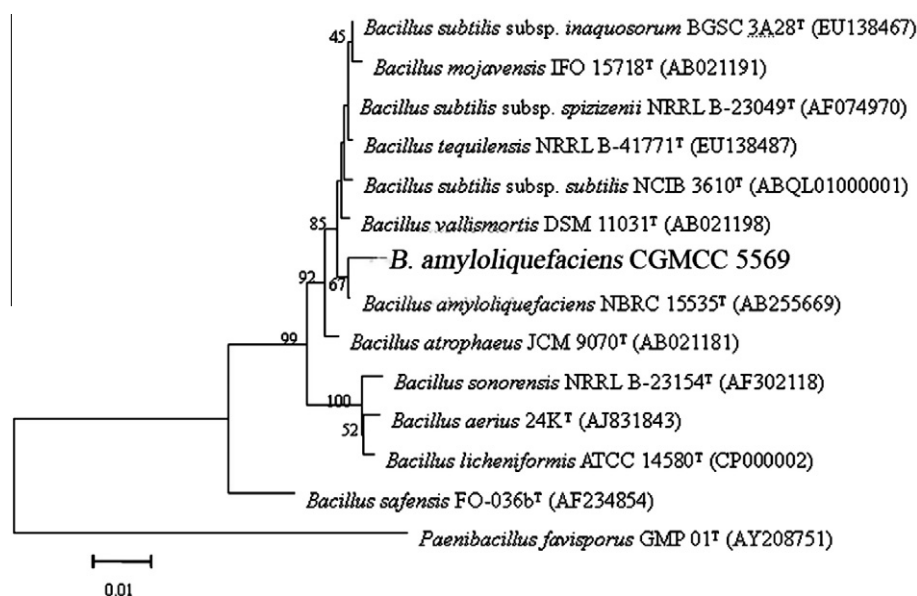 45
Bacillus subtilis subsp. inaquosorum BGSC 3A28ᵀ (EU138467)
Bacillus mojavensis IFO 15718ᵀ (AB021191)
Bacillus subtilis subsp. spizizenii NRRL B-23049ᵀ (AF074970)
Bacillus tequilensis NRRL B-41771ᵀ (EU138487)
Bacillus subtilis subsp. subtilis NCIB 3610ᵀ (ABQL01000001)
85
Bacillus vallismortis DSM 11031ᵀ (AB021198)
B. amyloliquefaciens CGMCC 5569
92
67
Bacillus amyloliquefaciens NBRC 15535ᵀ (AB255669)
99
Bacillus atrophaeus JCM 9070ᵀ (AB021181)
Bacillus sonorensis NRRL B-23154ᵀ (AF302118)
100
Bacillus aerius 24Kᵀ (AJ831843)
52
Bacillus licheniformis ATCC 14580ᵀ (CP000002)
Bacillus safensis FO-036bᵀ (AF234854)
Paenibacillus favisporus GMP 01ᵀ (AY208751)
0.01